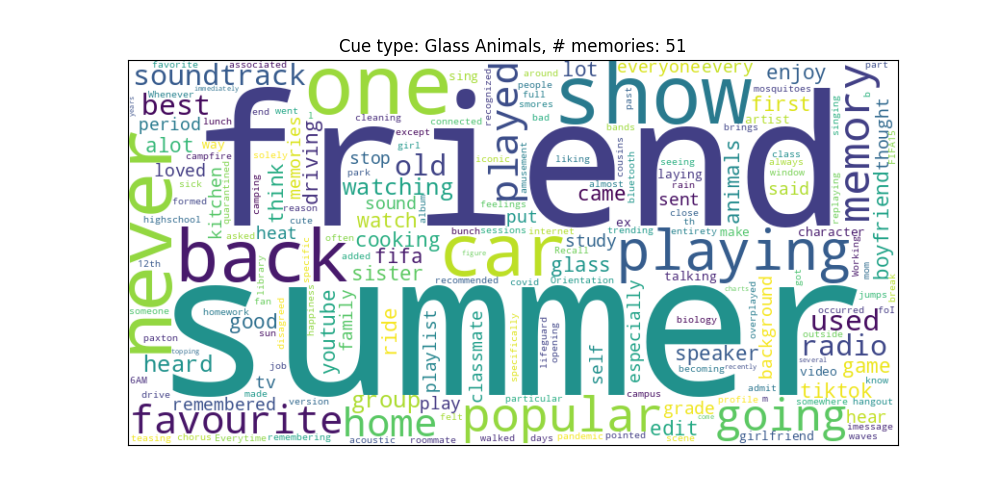 Cue type: Glass Animals, # memories: 51
favorite associated
soundtrack one sing recognized around lot everyoneevery enjoy part
Whenever immediately people full smores played show mosquitoes memory
years best lunch end went cleaning connected bad past first artist b
period memories driving except girl bands brings singing thought FIFA15
alot way campfire solely stop old iconic amusement liking cousins bluetooth seeing class always window
never loved kitchen quarantined camping think park watching album came almost laying rain animals said replaying
sick formed reason cute sound feelings put sent close boyfriend
highschool heat watch bunch sessions ex th make character
asked specific often cooking internet study trending entirety Working
friend
12th back library added fifa car figure Recall glass playing talking mom
someone fan sister recommended covid Orientation got jumps break
summer
homework disagreed happiness youtube family ride playlist classmate specifically lifeguard opening self especially biology overplayed background charts occurred foI
good sun used outside
paxton topping radio
heard job speaker becoming recently several
6AM tv campus video game know
drive made version particular profile m admit tiktok
remembered group play grade somewhere hangout
favourite home felt popular come edit going hear imessage
teasing chorus Everytime remembering acoustic roommate walked days pandemic pointed scene girlfriend waves